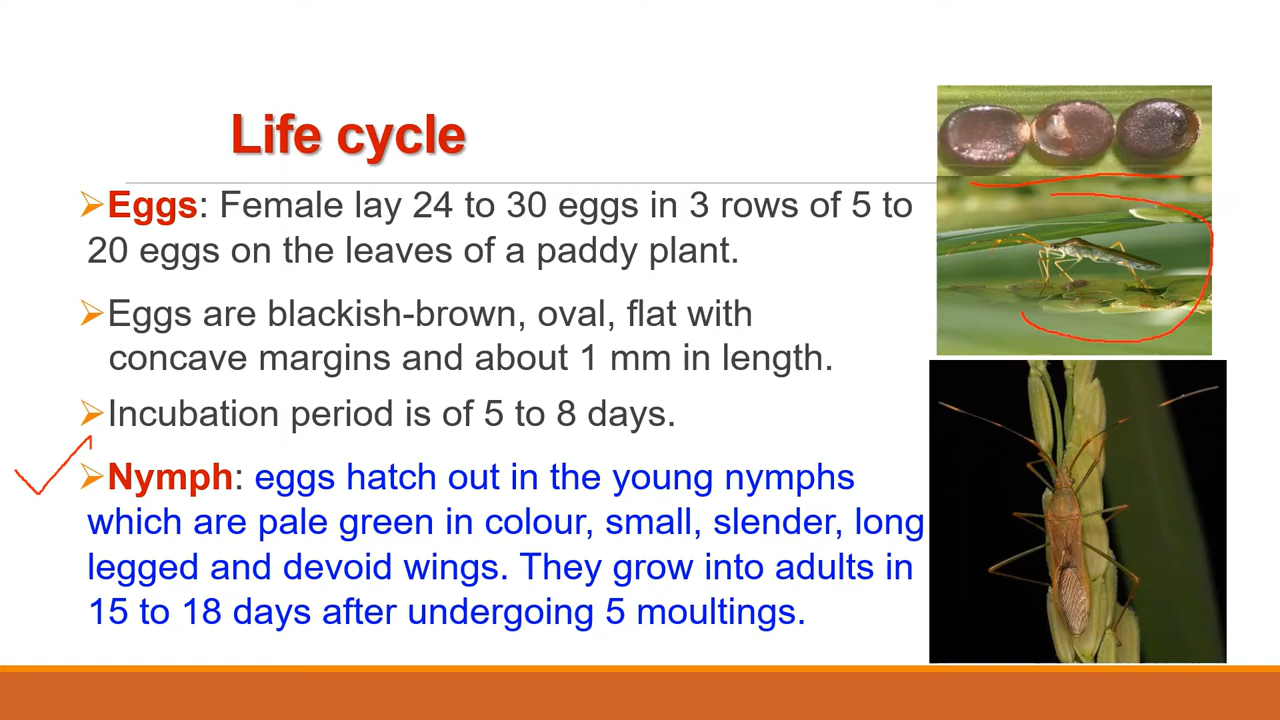 Life cycle
Eggs: Female lay 24 to 30 eggs in 3 rows of 5 to
20 eggs on the leaves of a paddy plant.
Eggs are blackish-brown, oval, flat with
concave margins and about 1 mm in length.
Incubation period is of 5 to 8 days.
Nymph: eggs hatch out in the young nymphs
which are pale green in colour, small, slender, long
legged and devoid wings. They grow into adults in
15 to 18 days after undergoing 5 moultings.